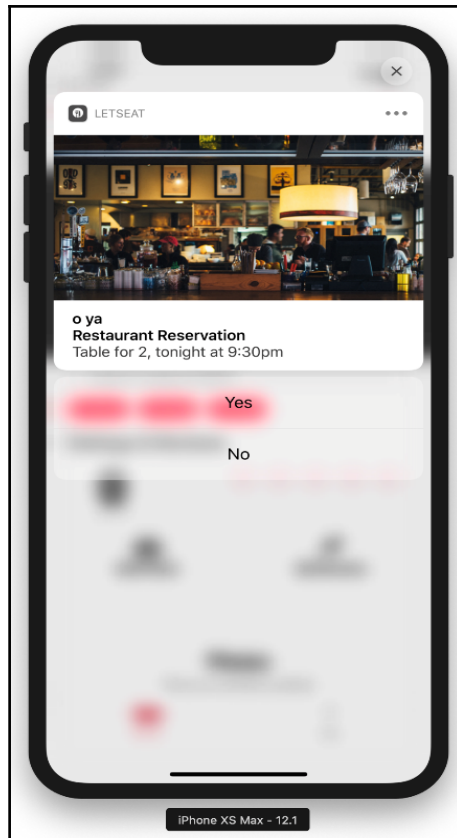 LETSEAT
o ya
Restaurant Reservation
Table for 2, tonight at 9:30pm
Yes
No
iPhone XS Max - 12.1